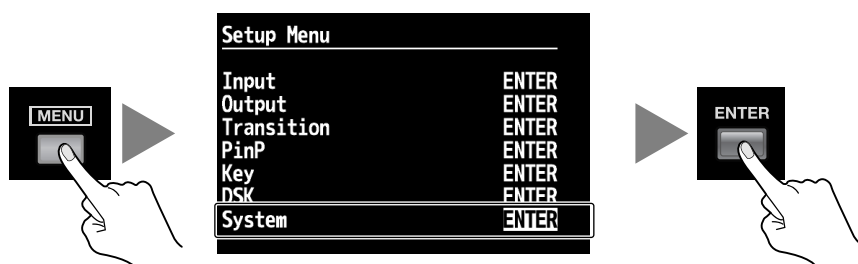 MENU
Setup Menu
Input ENTER
Output ENTER
Transition ENTER
PinP ENTER
Key ENTER
DSK ENTER
System ENTER
ENTER